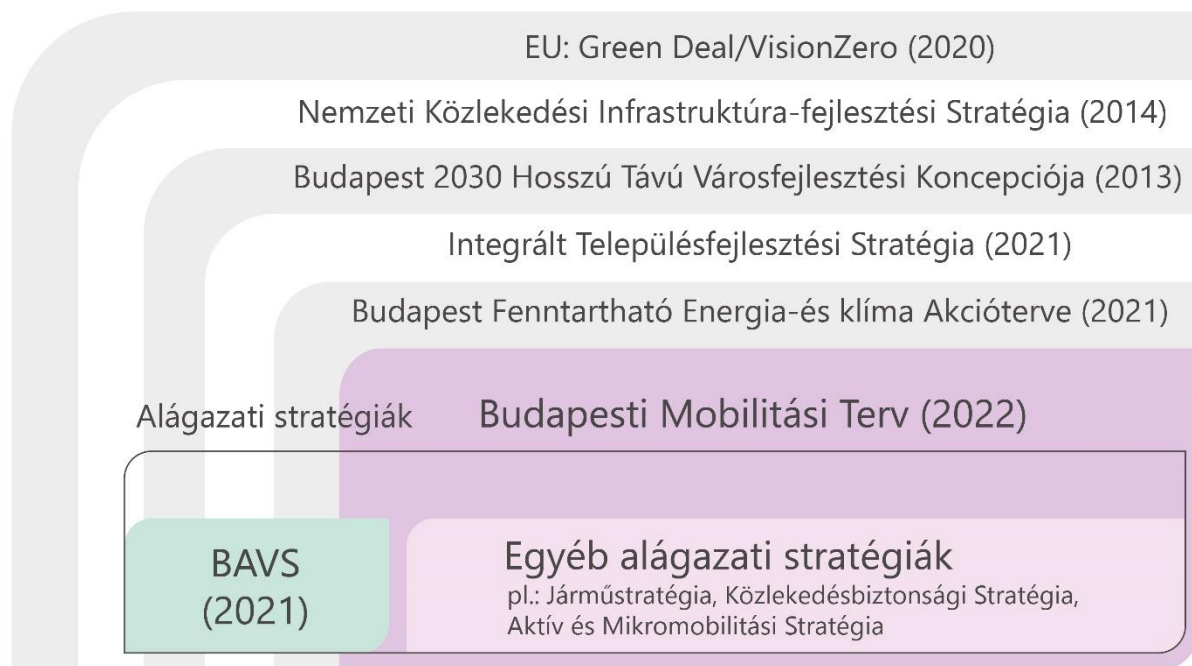 EU: Green Deal/VisionZero (2020)
Nemzeti Közlekedési Infrastruktúra-fejlesztési Stratégia (2014)
Budapest 2030 Hosszú Távú Városfejlesztési Koncepciója (2013)
Integrált Településfejlesztési Stratégia (2021)
Budapest Fenntartható Energia-és klíma Akcióterve (2021)
Alágazati stratégiák
Budapesti Mobilitási Terv (2022)
BAVS
(2021)
Egyéb alágazati stratégiák
pl.: Járműstratégia, Közlekedésbiztonsági Stratégia,
Aktív és Mikromobilitási Stratégia